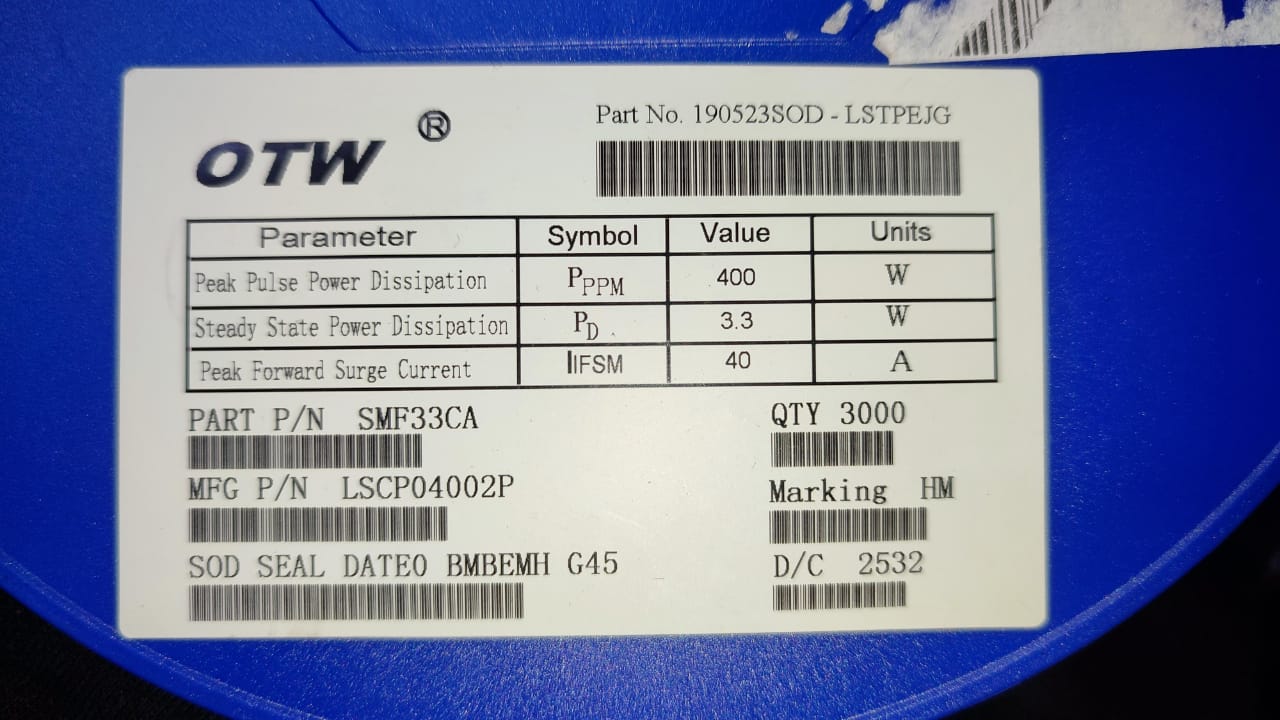 OTW ®
Part No. 190523SOD - LSTPEJG
Parameter Symbol Value Units
Peak Pulse Power Dissipation PPPM 400 W
Steady State Power Dissipation PD 3.3 W
Peak Forward Surge Current IIFSM 40 A
PART P/N SMF33CA QTY 3000
MFG P/N LSCP04002P Marking HM
SOD SEAL DATE0 BMBEMH G45 D/C 2532